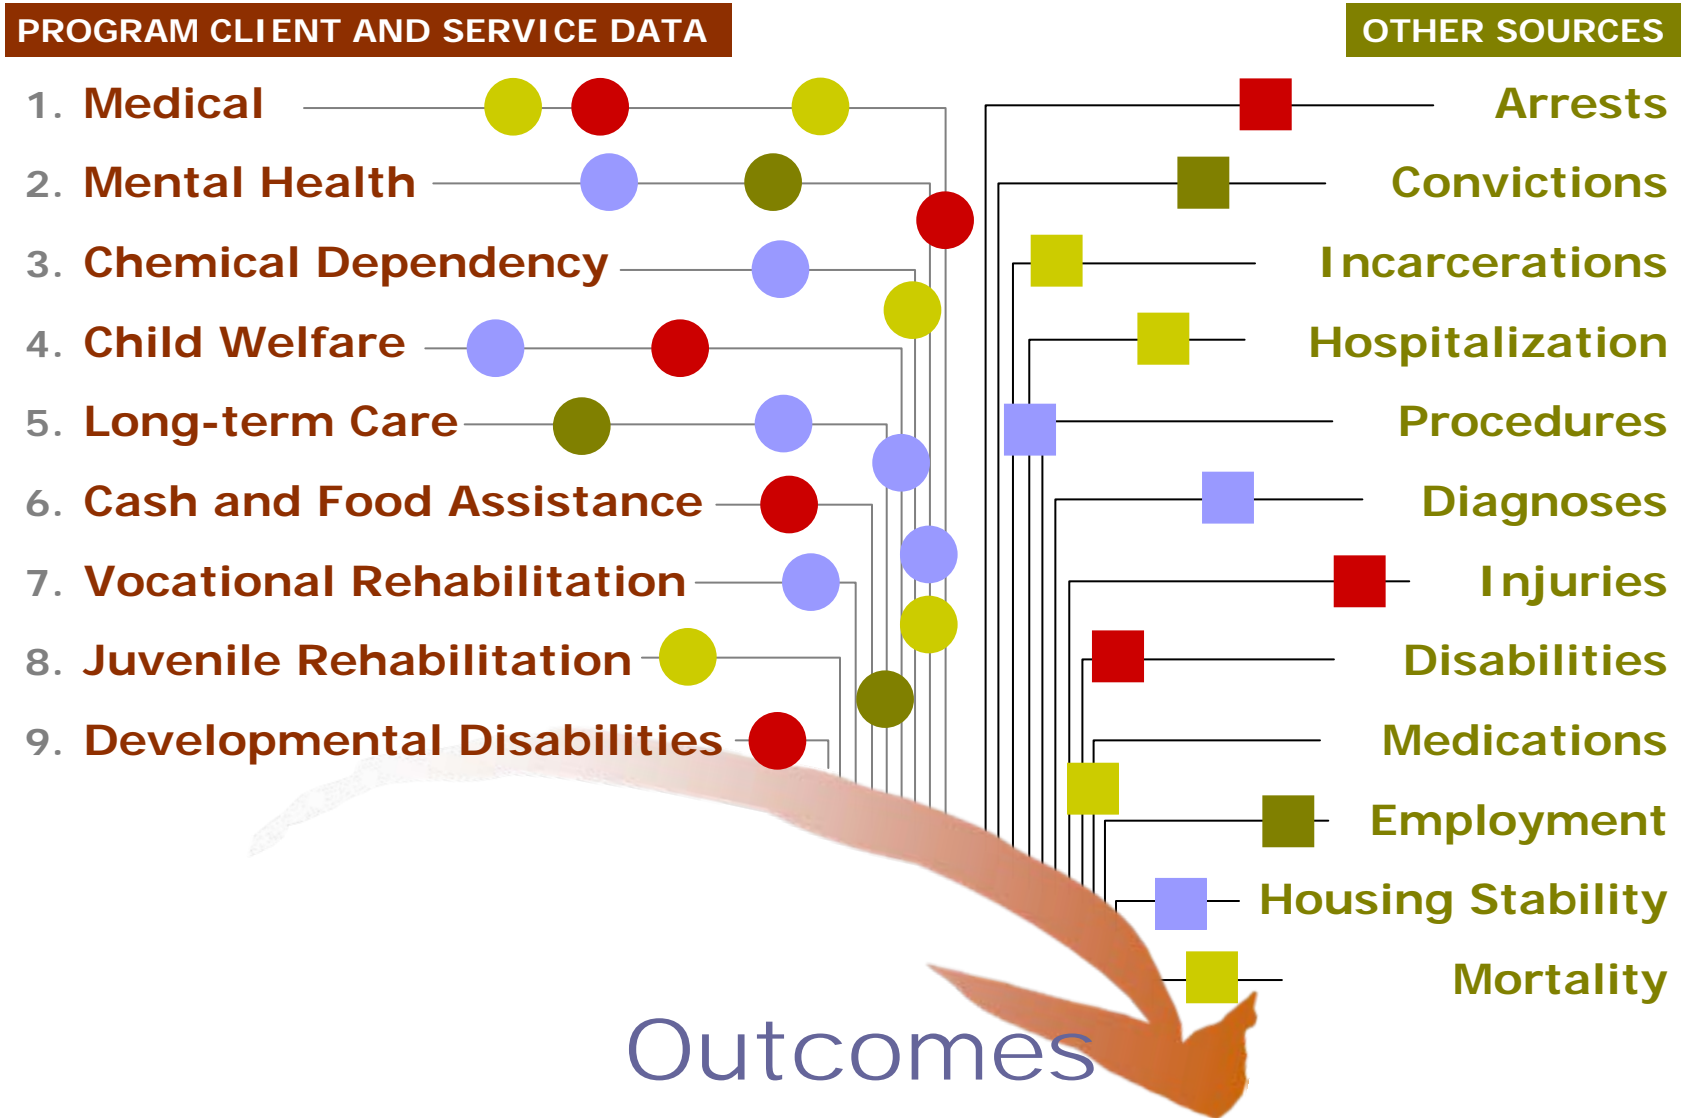 PROGRAM CLIENT AND SERVICE DATA
1. Medical
2. Mental Health
3. Chemical Dependency
4. Child Welfare
5. Long-term Care
6. Cash and Food Assistance
7. Vocational Rehabilitation
8. Juvenile Rehabilitation
9. Developmental Disabilities
OTHER SOURCES
Arrests
Convictions
Incarcerations
Hospitalization
Procedures
Diagnoses
Injuries
Disabilities
Medications
Employment
Housing Stability
Mortality
Outcomes